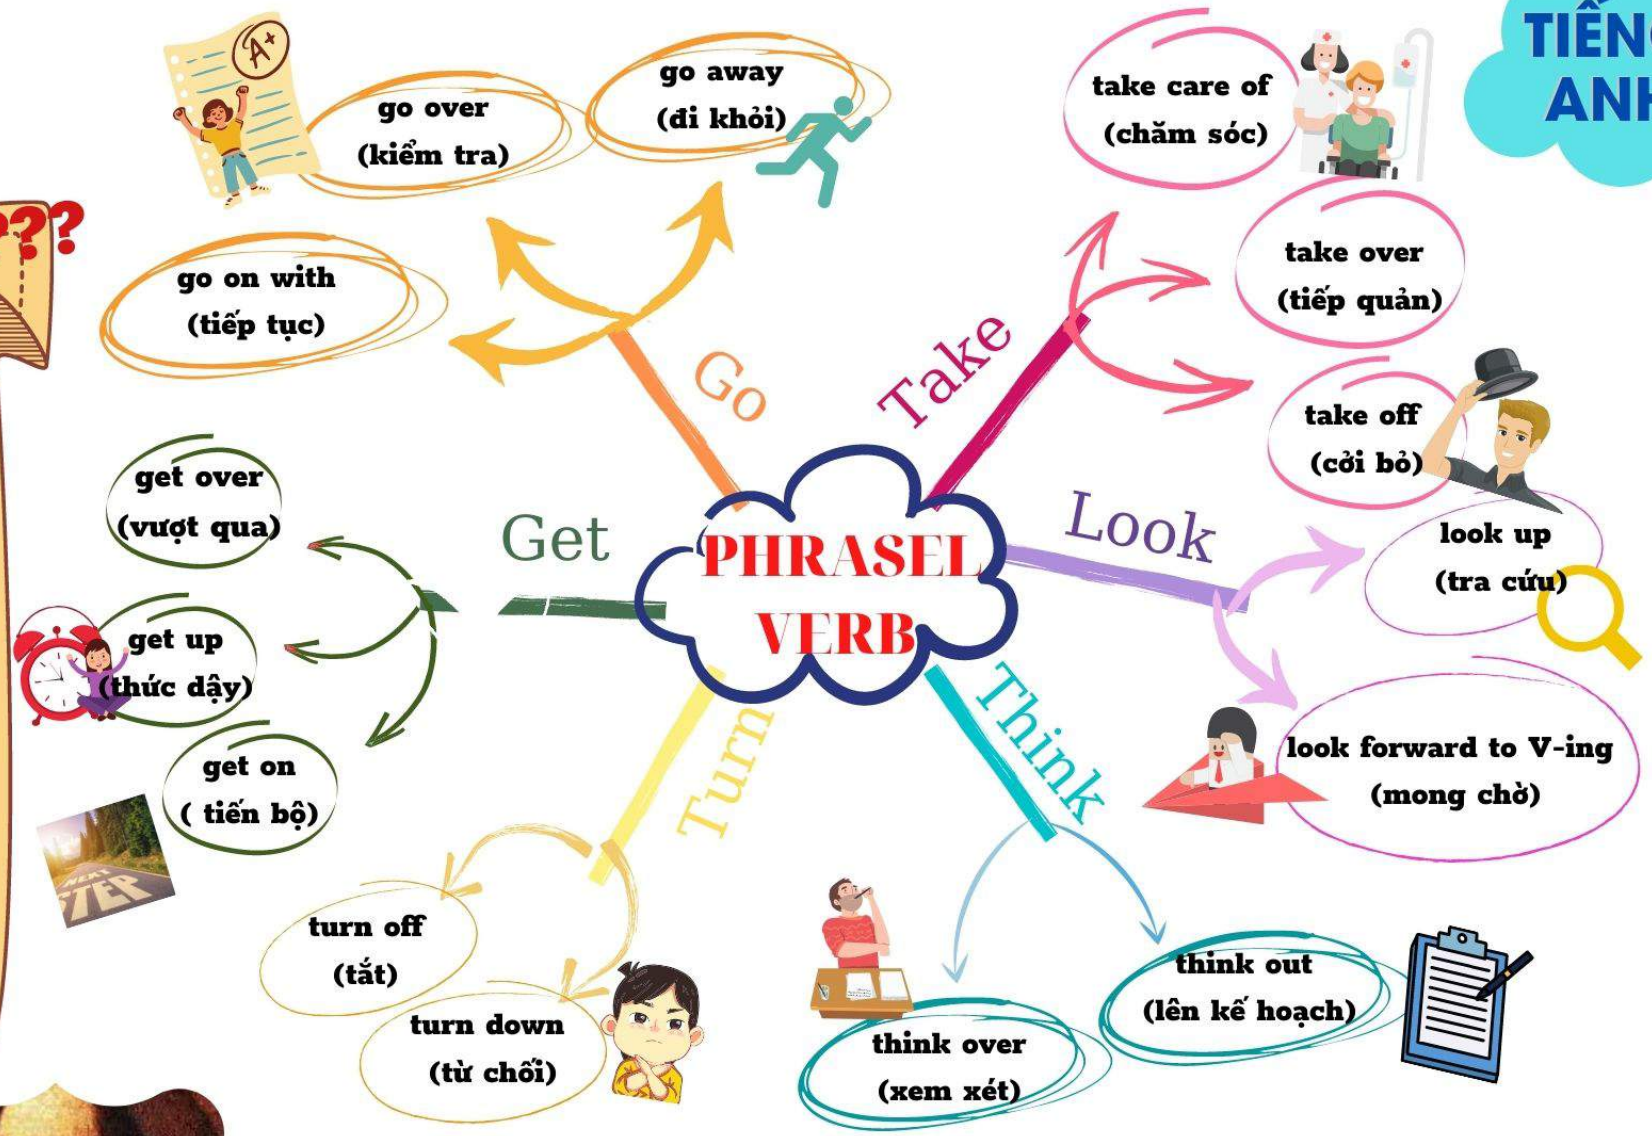 TIẾNG
ANH
???
go over
(kiểm tra)
go away
(đi khỏi)
go on with
(tiếp tục)
Go
take care of
(chăm sóc)
take over
(tiếp quản)
take off
(cởi bỏ)
Take
get over
(vượt qua)
get up
(thức dậy)
get on
( tiến bộ)
Get
PHRASEL
VERB
Look
look up
(tra cứu)
look forward to V-ing
(mong chờ)
Turn
turn off
(tắt)
turn down
(từ chối)
Think
think over
(xem xét)
think out
(lên kế hoạch)
A+
NEXT
STEP